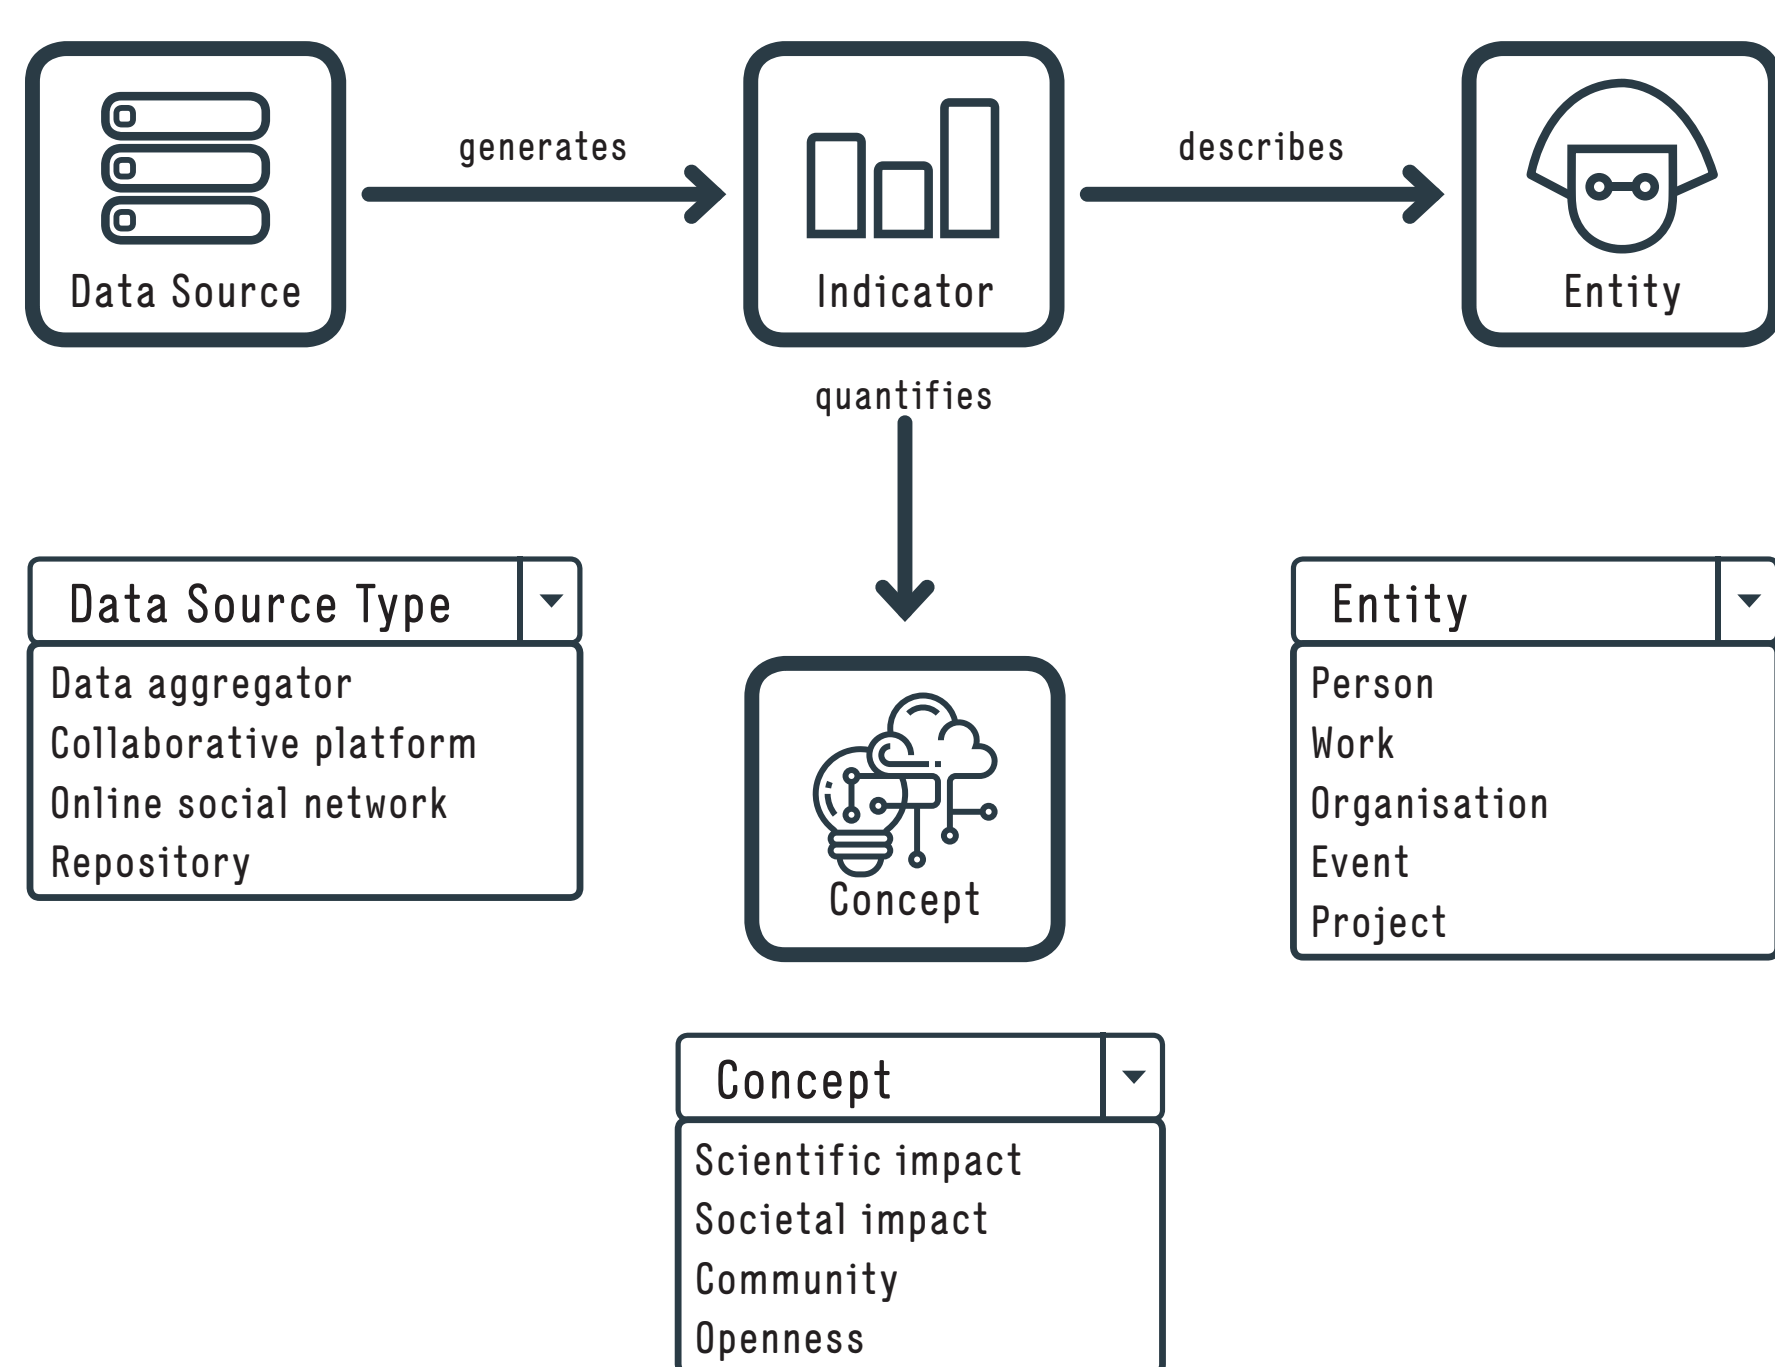 generates
describes
Data Source
Indicator
Entity
quantifies
Data Source Type
Data aggregator
Collaborative platform
Online social network
Repository
Concept
Entity
Person
Work
Organisation
Event
Project
Concept
Scientific impact
Societal impact
Community
Openness